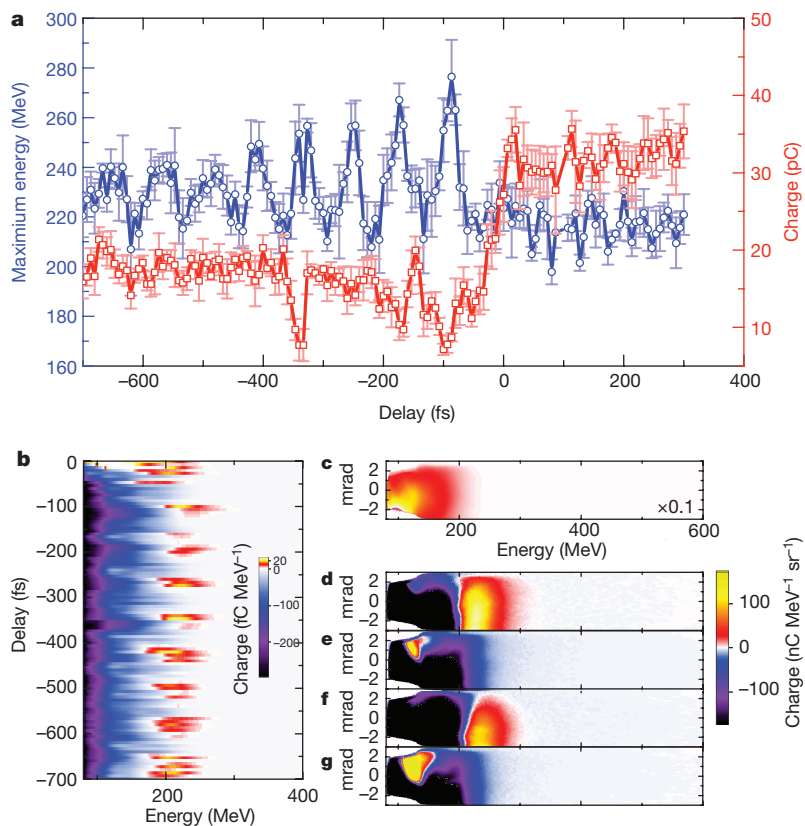 a
300
280
260
240
220
200
180
160
Maximium energy (MeV)
50
40
30
20
10
0
Charge (pC)
−600
−400
−200
0
200
400
Delay (fs)
b
0
−100
−200
−300
−400
−500
−600
−700
Delay (fs)
200
400
Energy (MeV)
20
0
−100
−200
Charge (fC MeV⁻¹)
c
mrad
2
0
−2
×0.1
200
400
600
Energy (MeV)
d
mrad
2
0
−2
e
mrad
2
0
−2
f
mrad
2
0
−2
g
mrad
2
0
−2
100
0
−100
Charge (nC MeV⁻¹ sr⁻¹)